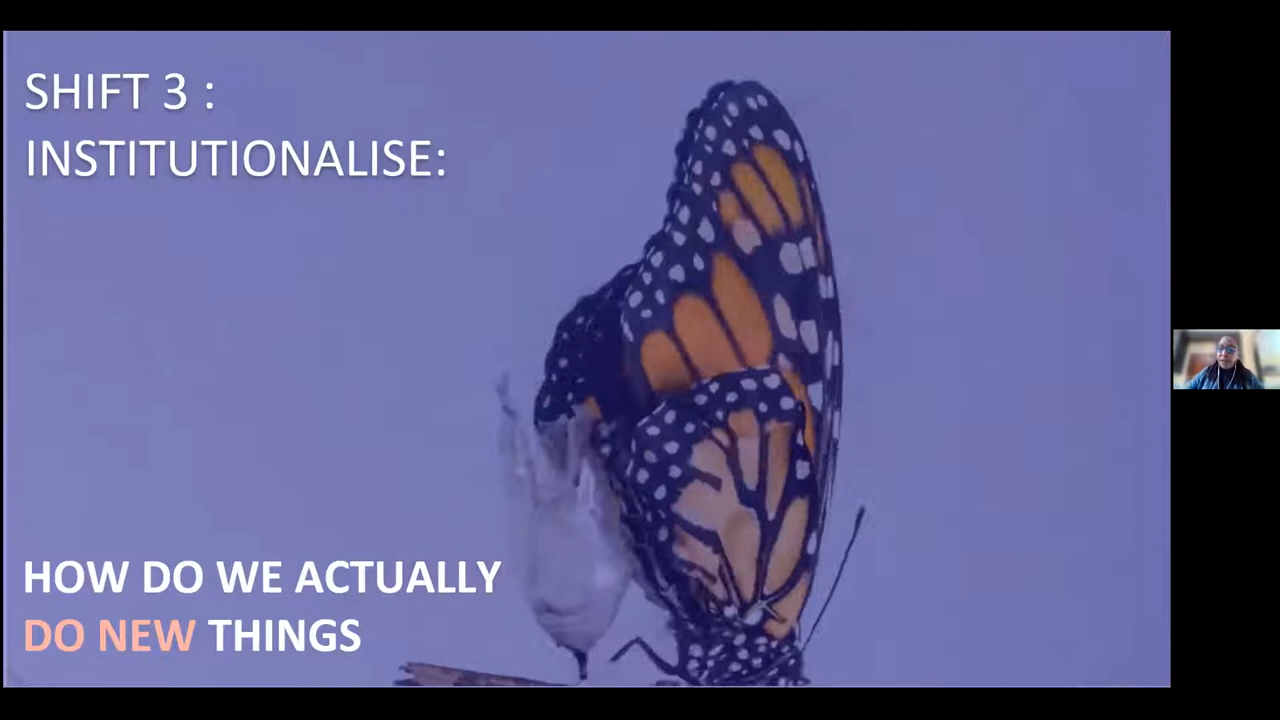 SHIFT 3 :
INSTITUTIONALISE:
HOW DO WE ACTUALLY
DO NEW THINGS